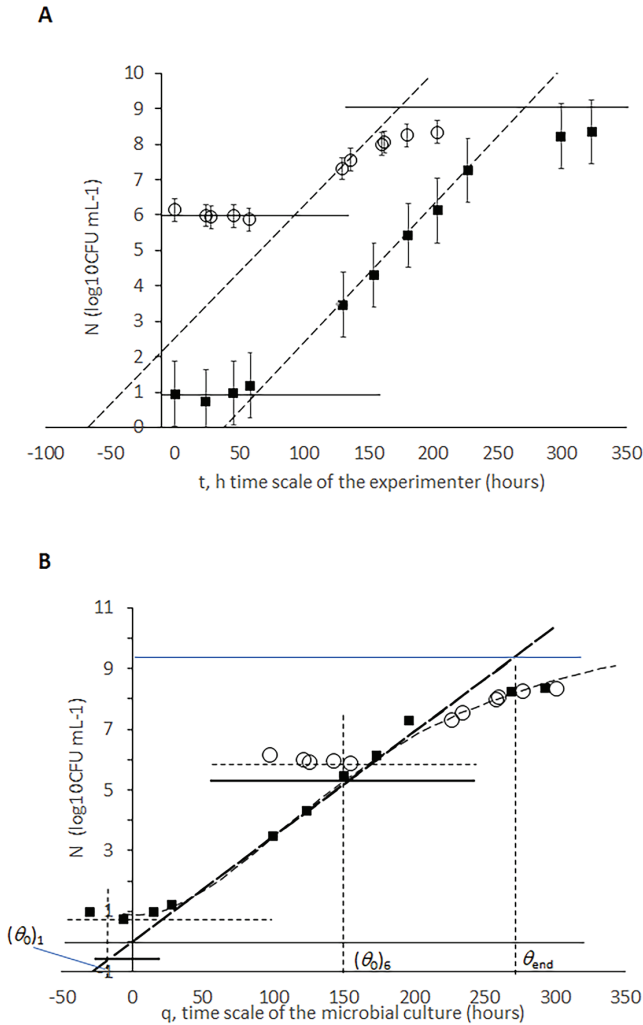 A
10
9
8
7
6
5
4
3
2
1
0
N (log10CFU mL-1)
-100 -50 0 50 100 150 200 250 300 350
t, h time scale of the experimenter (hours)
B
11
9
7
5
3
1
-1
N (log10CFU mL-1)
(θ0)1
(θ0)6
θend
-50 0 50 100 150 200 250 300 350
q, time scale of the microbial culture (hours)